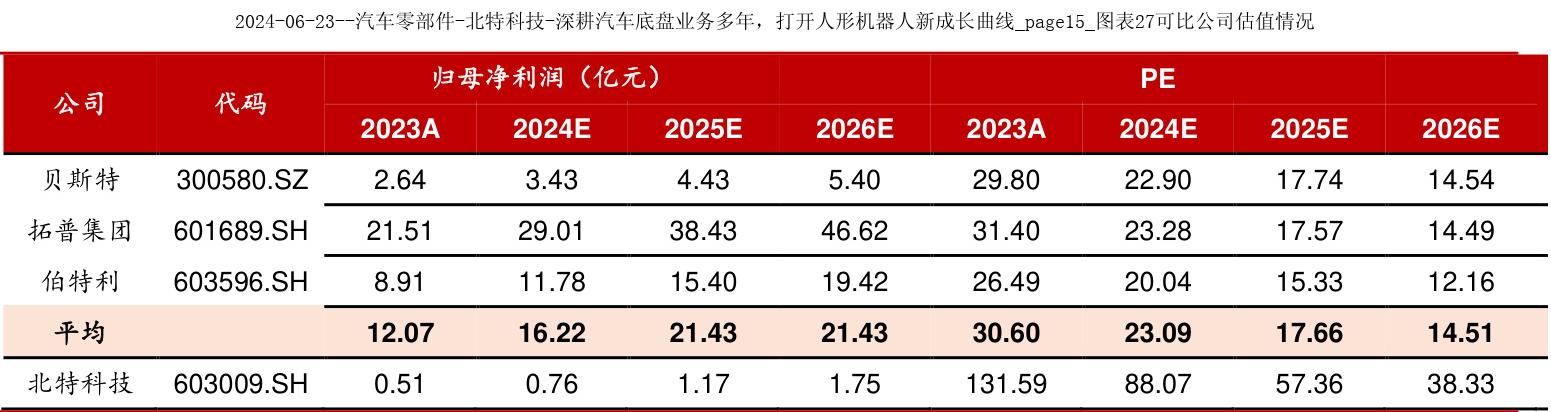 2024-06-23--汽车零部件-北特科技-深耕汽车底盘业务多年，打开人形机器人新成长曲线_page15_图表27可比公司估值情况
公司 代码 归母净利润（亿元） PE
2023A 2024E 2025E 2026E 2023A 2024E 2025E 2026E
贝斯特 300580.SZ 2.64 3.43 4.43 5.40 29.80 22.90 17.74 14.54
拓普集团 601689.SH 21.51 29.01 38.43 46.62 31.40 23.28 17.57 14.49
伯特利 603596.SH 8.91 11.78 15.40 19.42 26.49 20.04 15.33 12.16
平均 12.07 16.22 21.43 21.43 30.60 23.09 17.66 14.51
北特科技 603009.SH 0.51 0.76 1.17 1.75 131.59 88.07 57.36 38.33